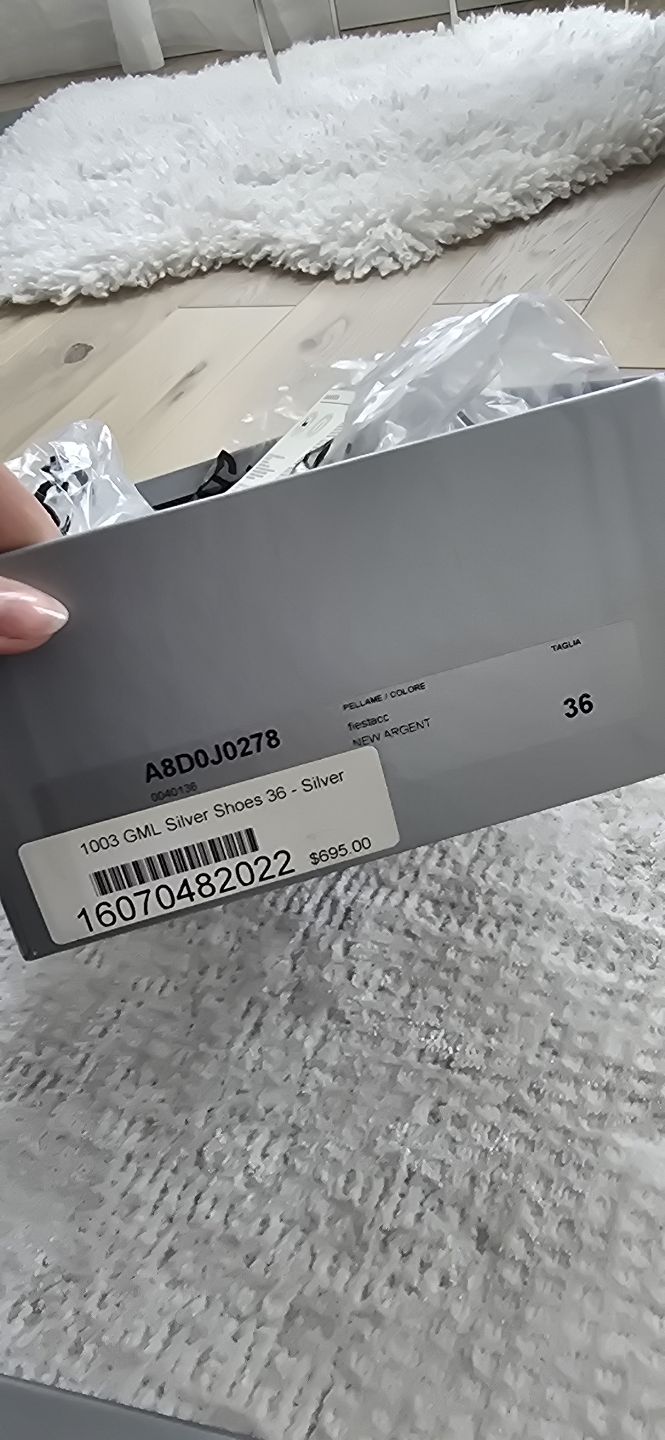 TAGLIA
36
PELLAME / COLORE
fiestacc
NEW ARGENT
A8D0J0278
0040136
1003 GML Silver Shoes 36 - Silver
16070482022 $695.00